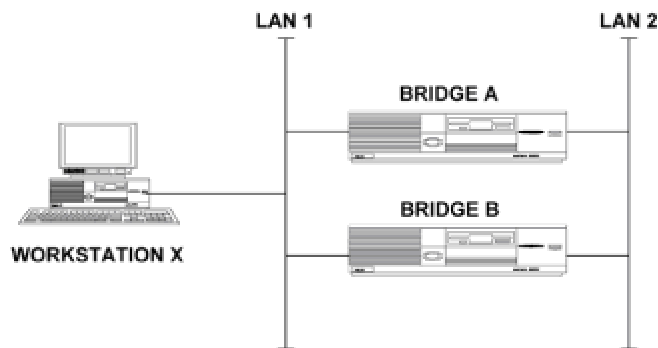 LAN 1
LAN 2
BRIDGE A
BRIDGE B
WORKSTATION X